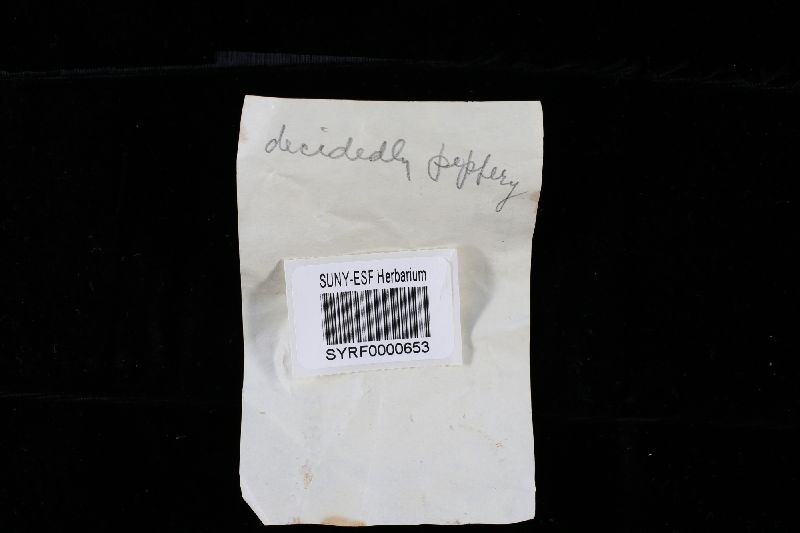 decidedly peppery
SUNY-ESF Herbarium
SYRF0000653